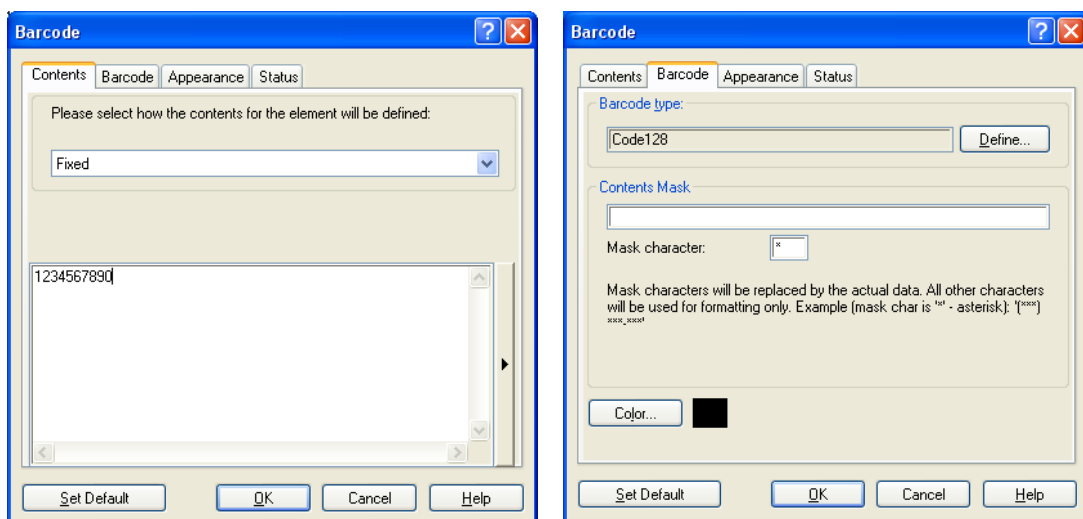 Barcode
Contents Barcode Appearance Status
Please select how the contents for the element will be defined:
Fixed
1234567890
Set Default OK Cancel Help
Barcode
Contents Barcode Appearance Status
Barcode type:
Code128 Define...
Contents Mask
Mask character: *
Mask characters will be replaced by the actual data. All other characters
will be used for formatting only. Example (mask char is '*' - asterisk): '(***)
***-***'
Color...
Set Default OK Cancel Help